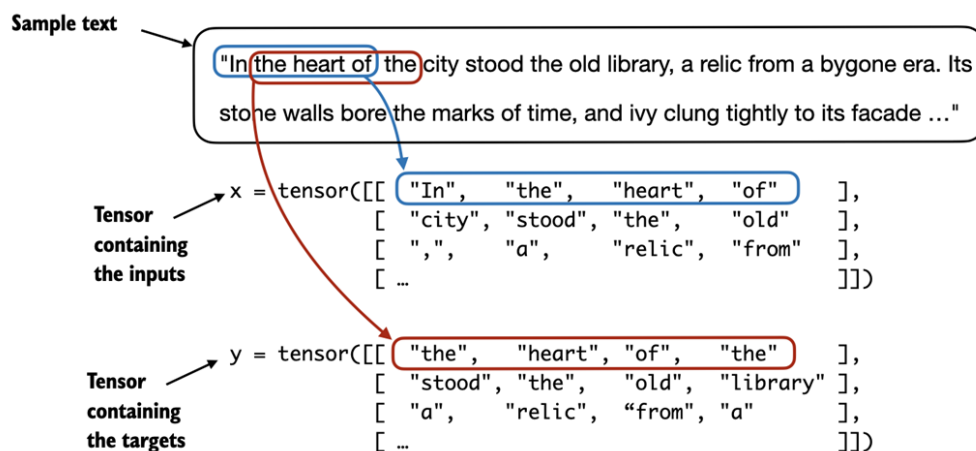 Sample text
"In the heart of the city stood the old library, a relic from a bygone era. Its
stone walls bore the marks of time, and ivy clung tightly to its facade …"
x = tensor([[ "In", "the", "heart", "of" ],
[ "city", "stood", "the", "old" ],
[ ",", "a", "relic", "from" ],
[ … ]])
Tensor
containing
the inputs
y = tensor([[ "the", "heart", "of", "the" ],
[ "stood", "the", "old", "library" ],
[ "a", "relic", “from", "a" ],
[ … ]])
Tensor
containing
the targets